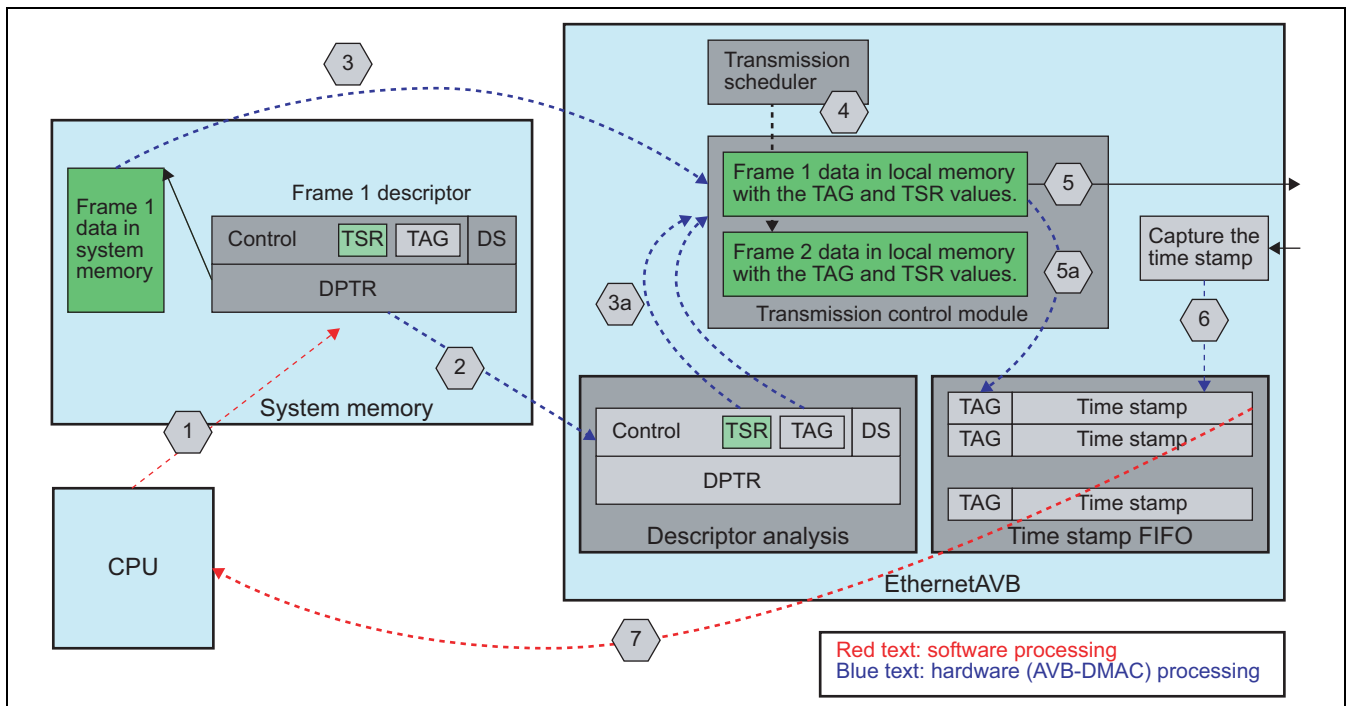 3
Transmission
scheduler
4
Frame 1
data in
system
memory
Frame 1 descriptor
Control
TSR
TAG
DS
DPTR
System memory
1
2
CPU
Frame 1 data in local memory
with the TAG and TSR values.
5
Frame 2 data in local memory
with the TAG and TSR values.
Transmission control module
5a
Capture the
time stamp
6
3a
Control
TSR
TAG
DS
DPTR
Descriptor analysis
TAG
Time stamp
TAG
Time stamp
TAG
Time stamp
Time stamp FIFO
EthernetAVB
7
Red text: software processing
Blue text: hardware (AVB-DMAC) processing